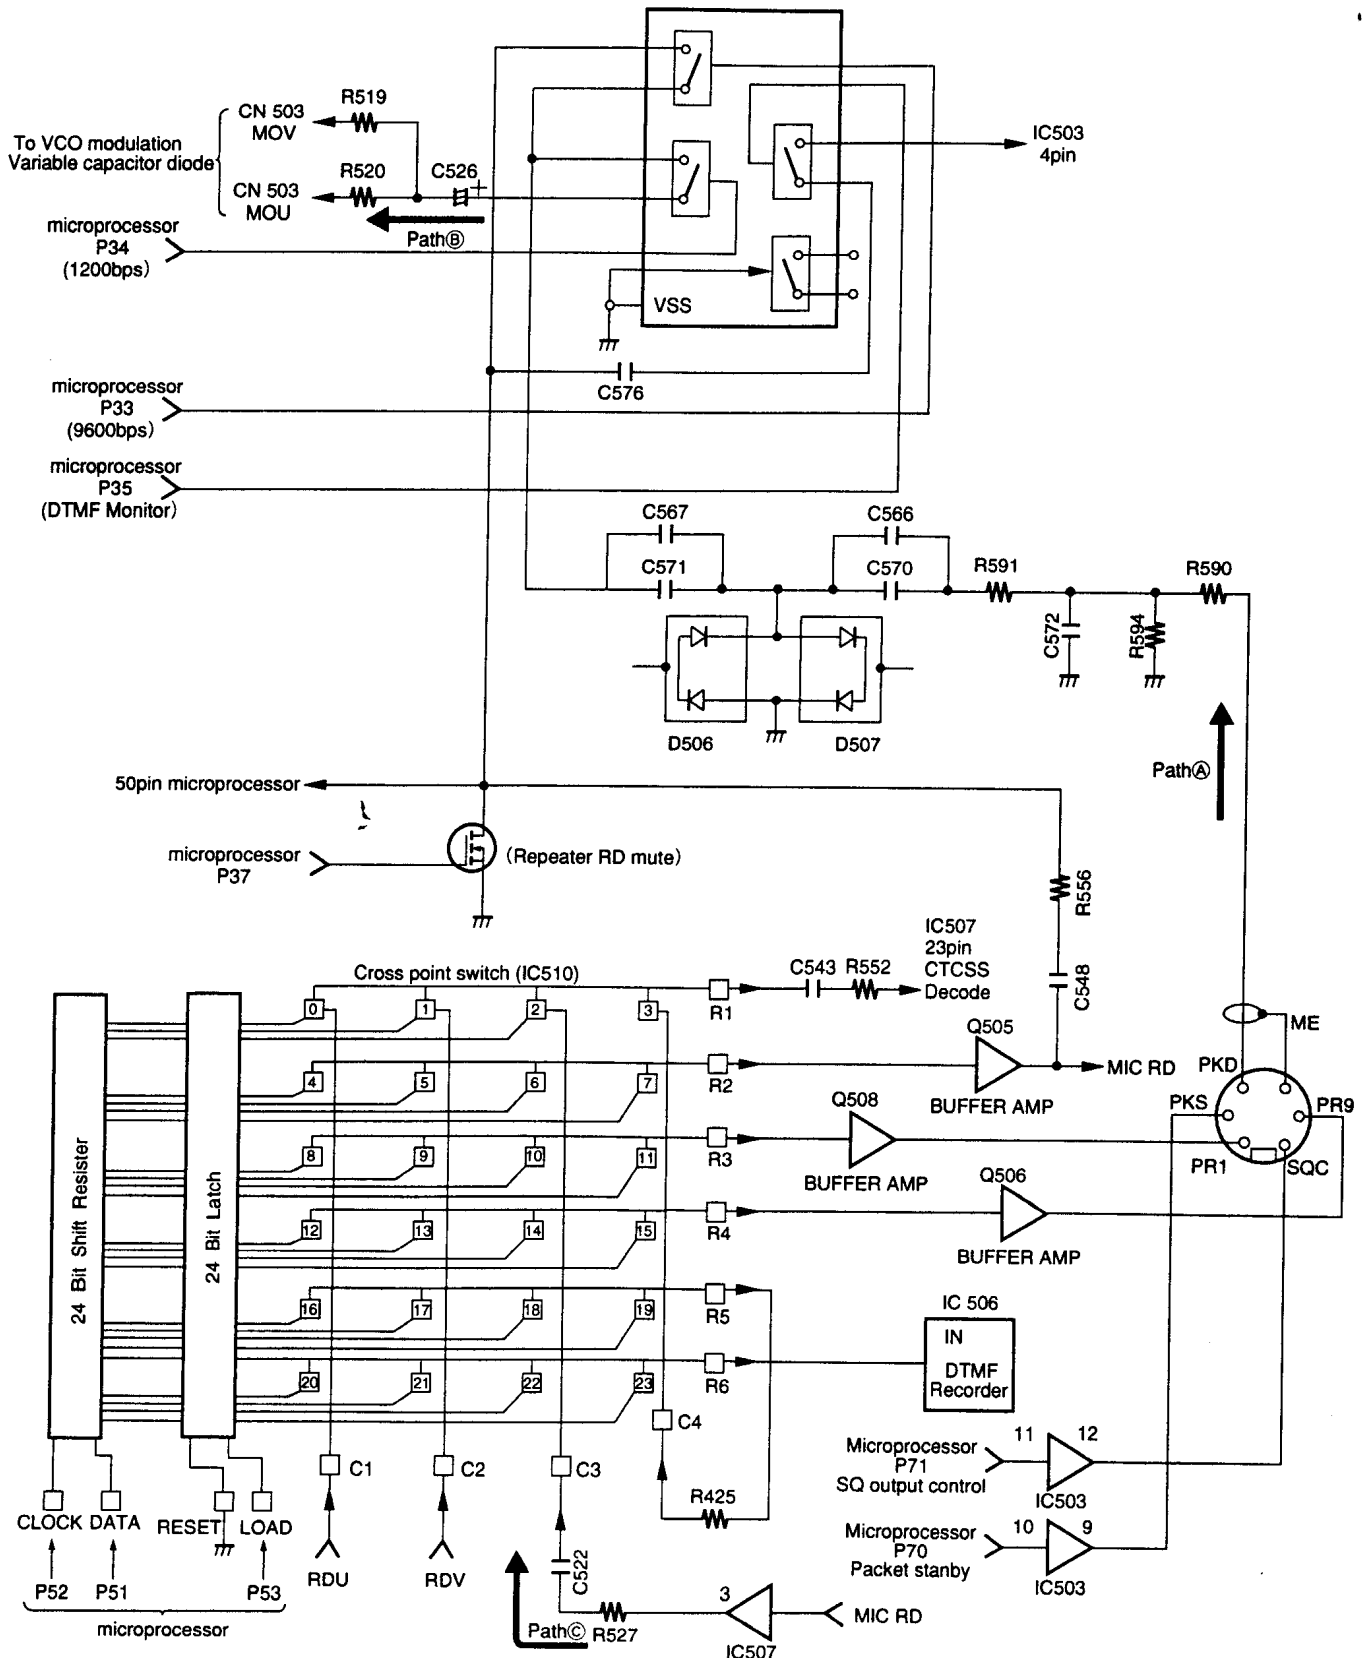 R519
CN 503
MOV
To VCO modulation
Variable capacitor diode
R520
C526
+
CN 503
MOU
IC503
4pin
microprocessor
P34
(1200bps)
PathⒷ
VSS
C576
microprocessor
P33
(9600bps)
microprocessor
P35
(DTMF Monitor)
C567
C566
C571
C570
R591
R590
C572
R594
D506
D507
PathⒶ
50pin microprocessor
microprocessor
P37
(Repeater RD mute)
R556
IC507
23pin
CTCSS
Decode
Cross point switch (IC510)
C543
R552
C548
0
1
2
3
R1
ME
Q505
4
5
6
7
R2
MIC RD
PKD
BUFFER AMP
PKS
PR9
Q508
8
9
10
11
R3
PR1
SQC
BUFFER AMP
Q506
12
13
14
15
R4
BUFFER AMP
24 Bit Shift Resister
24 Bit Latch
16
17
18
19
R5
IC 506
IN
DTMF
Recorder
20
21
22
23
R6
C4
C1
C2
C3
Microprocessor
P71
SQ output control
11
12
IC503
R425
CLOCK
DATA
RESET
LOAD
Microprocessor
P70
Packet stanby
10
9
IC503
P52
P51
P53
microprocessor
RDU
RDV
C522
PathⒸ
R527
3
IC507
MIC RD